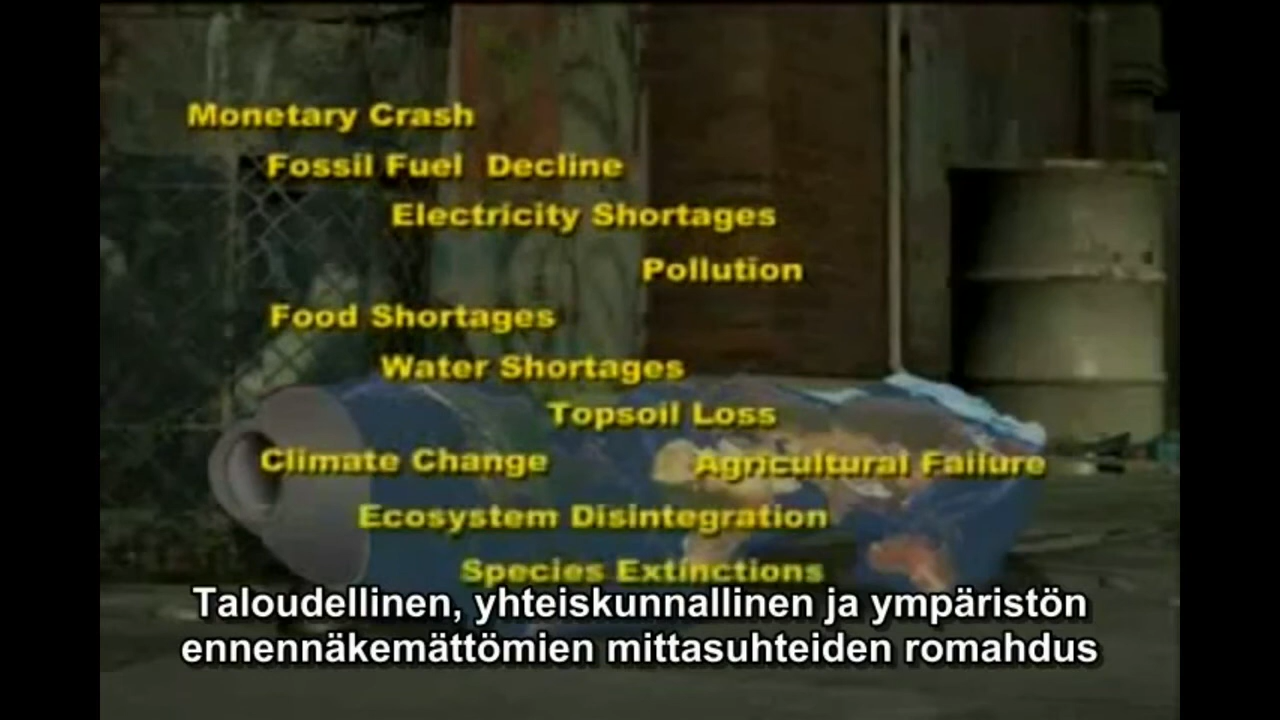 Monetary Crash
Fossil Fuel Decline
Electricity Shortages
Pollution
Food Shortages
Water Shortages
Topsoil Loss
Climate Change
Agricultural Failure
Ecosystem Disintegration
Species Extinctions
Taloudellinen, yhteiskunnallinen ja ympäristön
ennennäkemättömien mittasuhteiden romahdus